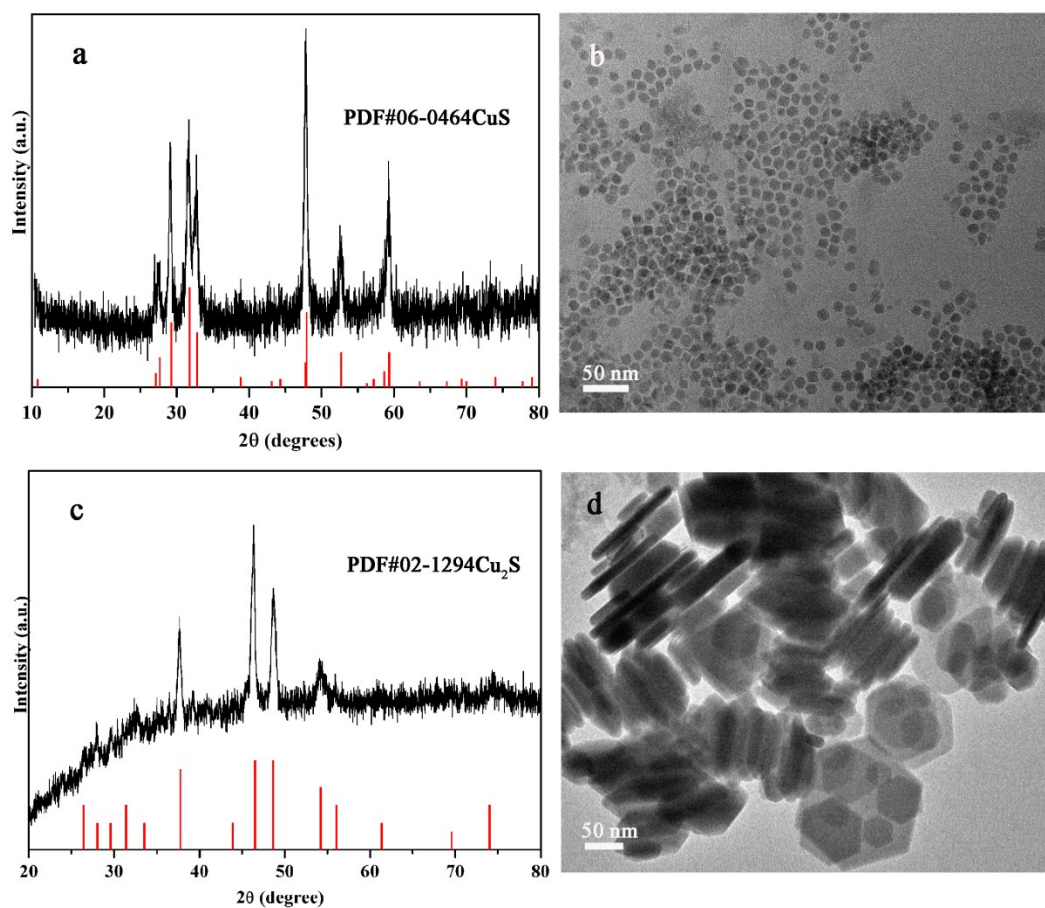 a
PDF#06-0464CuS
Intensity (a.u.)
10 20 30 40 50 60 70 80
2θ (degrees)
b
50 nm
c
PDF#02-1294Cu₂S
Intensity (a.u.)
20 30 40 50 60 70 80
2θ (degree)
d
50 nm